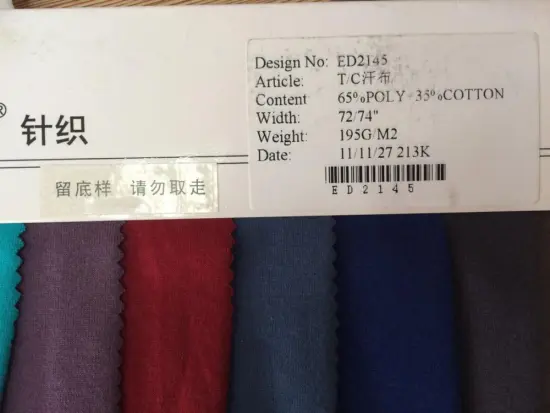 ® 针织
留底样 请勿取走
Design No: ED2145
Article: T/C汗布
Content 65%POLY+35%COTTON
Width: 72/74"
Weight: 195G/M2
Date: 11/11/27 213K
ED2145